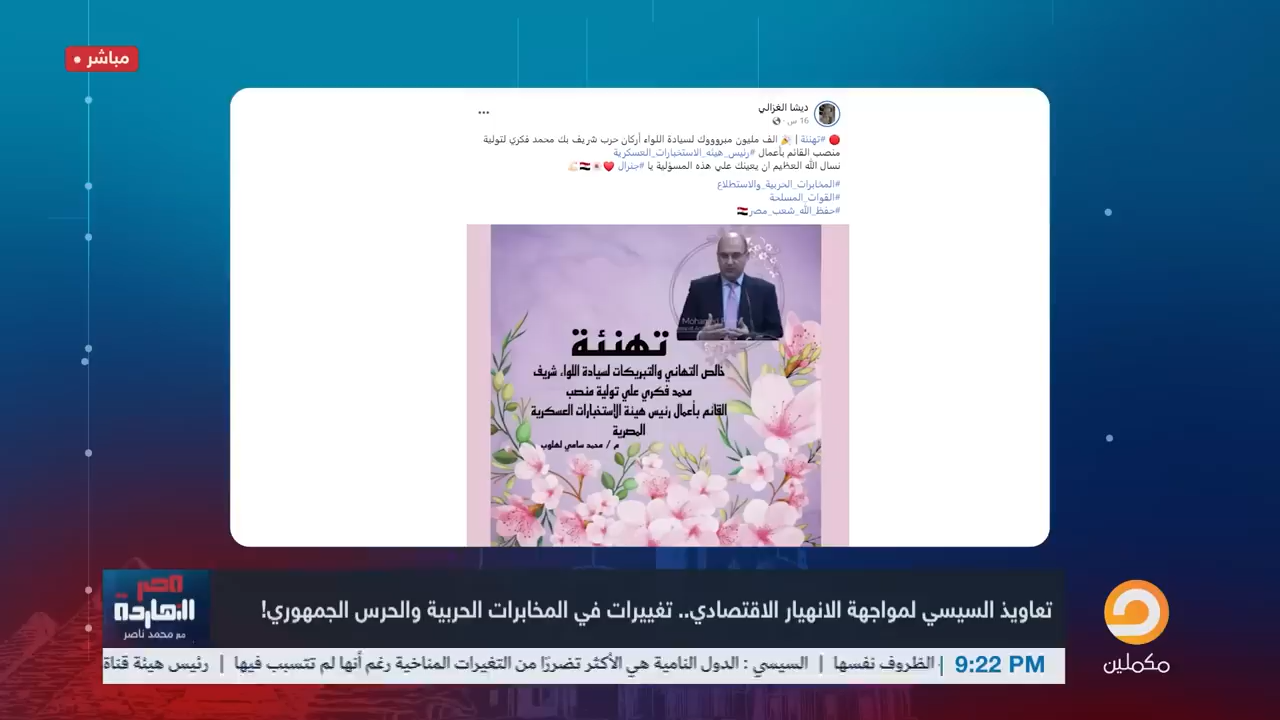 مباشر
ديشا الغزالي
16 س
🔴 #تهنئة | 🎉 الف مليون مبروووك لسيادة اللواء أركان حرب شريف بك محمد فكري لتولية
منصب القائم بأعمال #رئيس_هيئه_الاستخبارات_العسكرية
نسال الله العظيم ان يعينك علي هذه المسؤلية يا #جنرال
#المخابرات_الحربية_والاستطلاع
#القوات_المسلحة
#حفظ_الله_شعب_مصر
Mohamed
تهنئة
خالص التهاني والتبريكات لسيادة اللواء شريف
محمد فكري علي تولية منصب
القائم بأعمال رئيس هيئة الاستخبارات العسكرية
المصرية
م / محمد سامي لهلوب
مصر
النهاردة
مع محمد ناصر
تعاويذ السيسي لمواجهة الانهيار الاقتصادي.. تغييرات في المخابرات الحربية والحرس الجمهوري!
مكملين
9:22 PM
الظروف نفسها | السيسي : الدول النامية هي الأكثر تضررًا من التغيرات المناخية رغم أنها لم تتسبب فيها | رئيس هيئة قناة